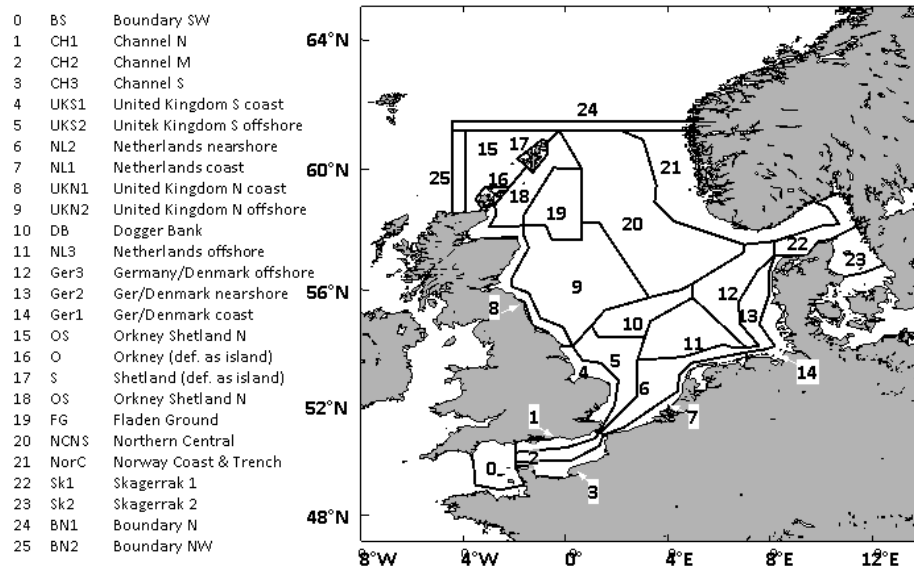 0 BS Boundary SW
1 CH1 Channel N
2 CH2 Channel M
3 CH3 Channel S
4 UKS1 United Kingdom S coast
5 UKS2 Unitek Kingdom S offshore
6 NL2 Netherlands nearshore
7 NL1 Netherlands coast
8 UKN1 United Kingdom N coast
9 UKN2 United Kingdom N offshore
10 DB Dogger Bank
11 NL3 Netherlands offshore
12 Ger3 Germany/Denmark offshore
13 Ger2 Ger/Denmark nearshore
14 Ger1 Ger/Denmark coast
15 OS Orkney Shetland N
16 O Orkney (def. as island)
17 S Shetland (def. as island)
18 OS Orkney Shetland N
19 FG Fladen Ground
20 NCNS Northern Central
21 NorC Norway Coast & Trench
22 Sk1 Skagerrak 1
23 Sk2 Skagerrak 2
24 BN1 Boundary N
25 BN2 Boundary NW
64°N
60°N
56°N
52°N
48°N
8°W
4°W
0°
4°E
8°E
12°E
24
15
17
21
25
16
18
19
20
22
23
9
12
8
10
13
11
5
4
14
6
1
7
2
0
3